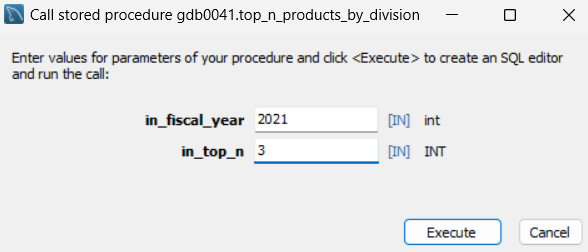 Call stored procedure gdb0041.top_n_products_by_division
Enter values for parameters of your procedure and click <Execute> to create an SQL editor
and run the call:
in_fiscal_year 2021 [IN] int
in_top_n 3 [IN] INT
Execute Cancel